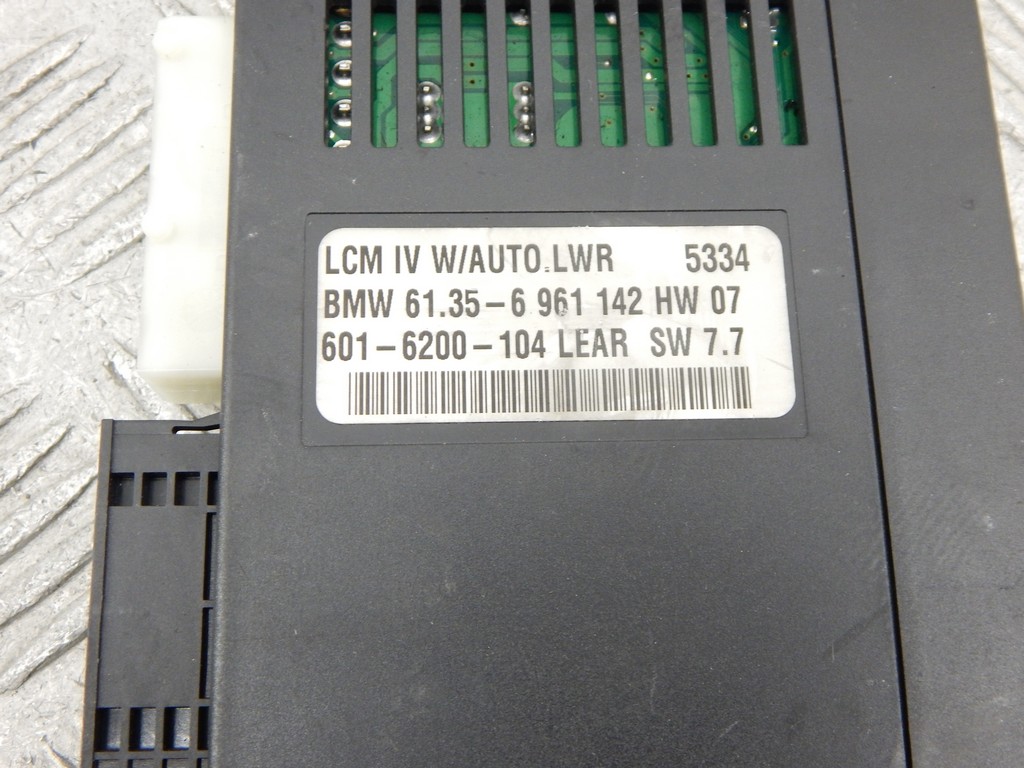 LCM IV W/AUTO.LWR 5334
BMW 61.35-6 961 142 HW 07
601-6200-104 LEAR SW 7.7